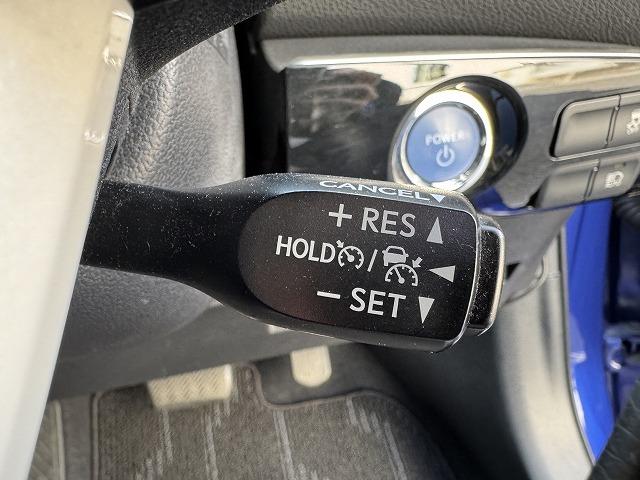 POWER
CANCEL▼
+ RES ▲
HOLD / ◀
− SET ▼